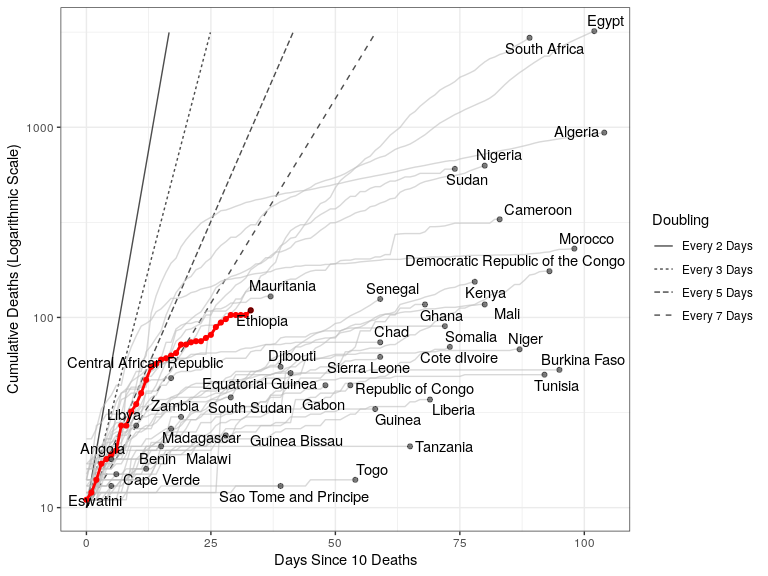 Egypt
South Africa
1000
Algeria
Nigeria
Sudan
Cameroon
Morocco
Democratic Republic of the Congo
Mauritania
Senegal
Kenya
Ghana
Mali
100
Ethiopia
Chad
Somalia
Niger
Central African Republic
Djibouti
Cote dIvoire
Burkina Faso
Sierra Leone
Equatorial Guinea
Republic of Congo
Tunisia
Zambia
South Sudan
Gabon
Liberia
Libya
Guinea
Madagascar
Guinea Bissau
Angola
Tanzania
Benin
Malawi
Togo
Cape Verde
Sao Tome and Principe
Eswatini
10
0
25
50
75
100
Days Since 10 Deaths
Cumulative Deaths (Logarithmic Scale)
Doubling
Every 2 Days
Every 3 Days
Every 5 Days
Every 7 Days